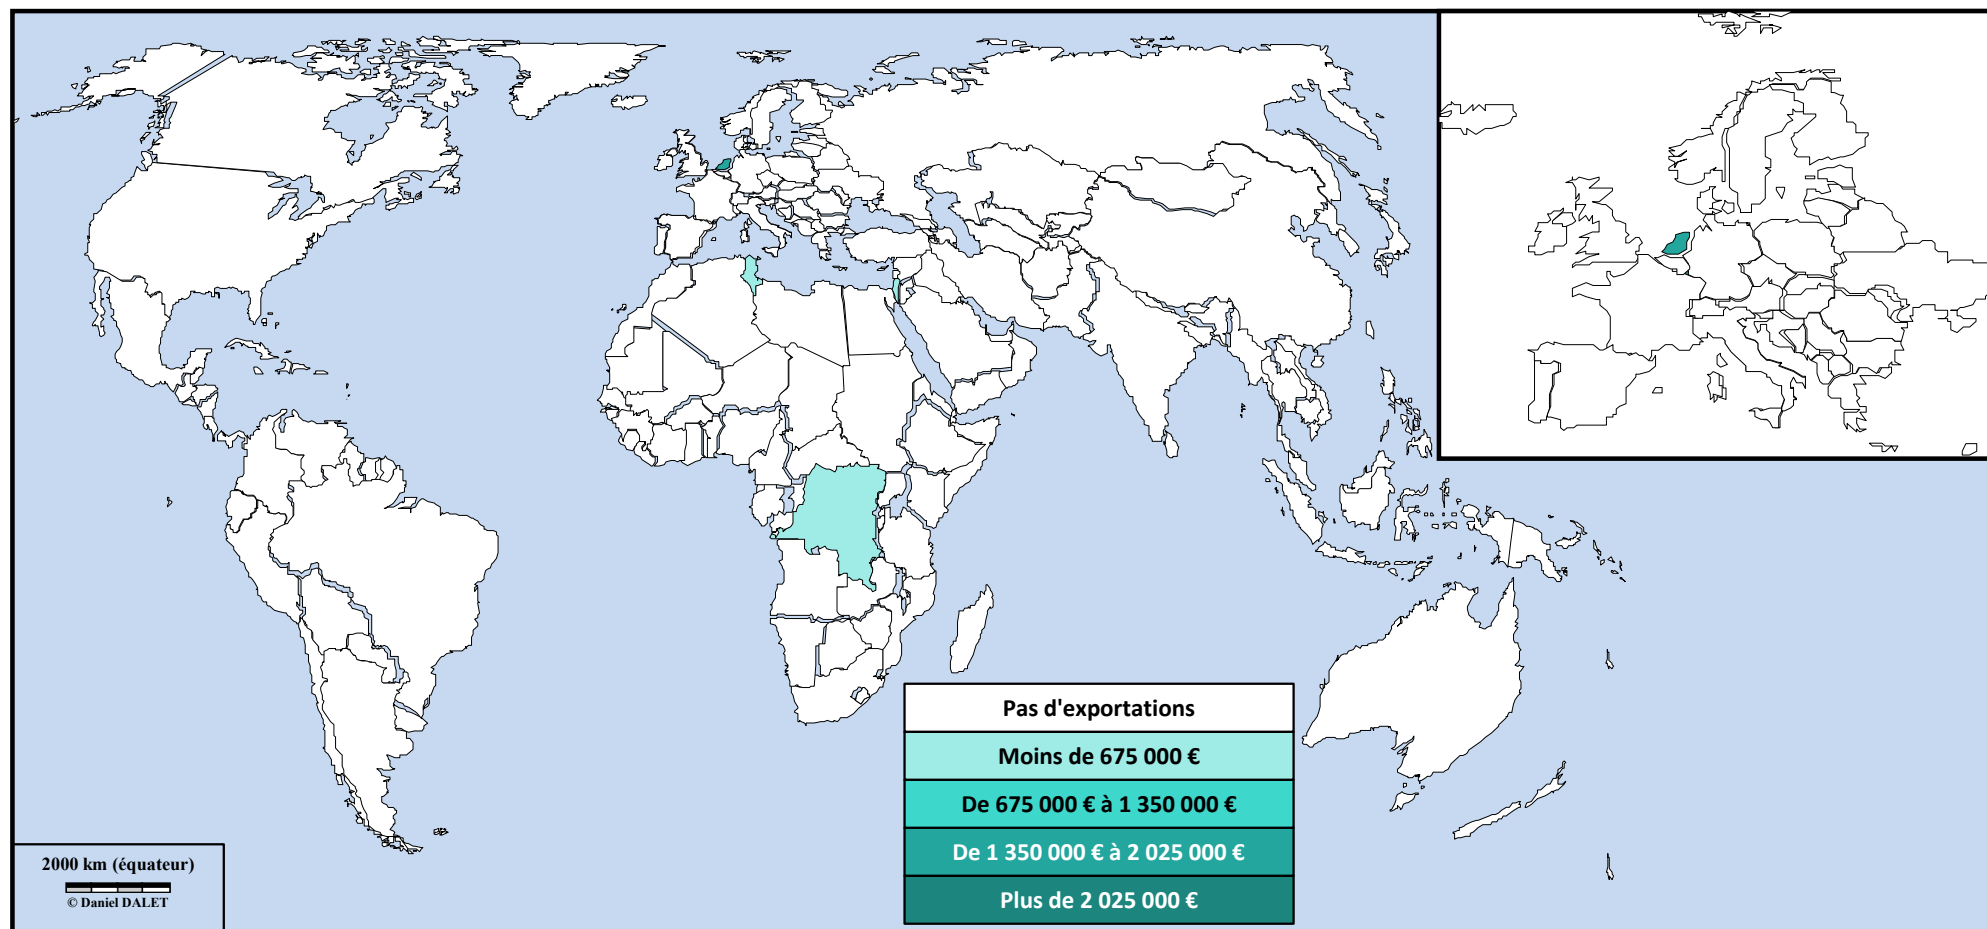 Pas d'exportations
Moins de 675 000 €
De 675 000 € à 1 350 000 €
De 1 350 000 € à 2 025 000 €
Plus de 2 025 000 €
2000 km (équateur)
© Daniel DALET